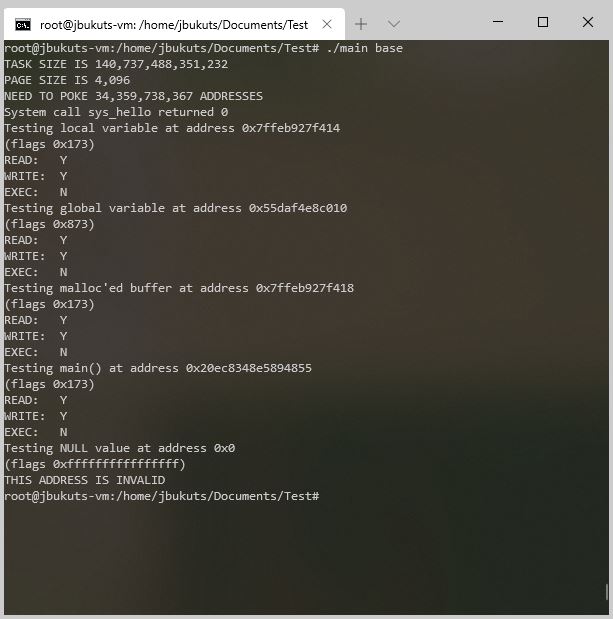 root@jbukuts-vm: /home/jbukuts/Documents/Test
root@jbukuts-vm:/home/jbukuts/Documents/Test# ./main base
TASK SIZE IS 140,737,488,351,232
PAGE SIZE IS 4,096
NEED TO POKE 34,359,738,367 ADDRESSES
System call sys_hello returned 0
Testing local variable at address 0x7ffeb927f414
(flags 0x173)
READ:   Y
WRITE:  Y
EXEC:   N
Testing global variable at address 0x55daf4e8c010
(flags 0x873)
READ:   Y
WRITE:  Y
EXEC:   N
Testing malloc'ed buffer at address 0x7ffeb927f418
(flags 0x173)
READ:   Y
WRITE:  Y
EXEC:   N
Testing main() at address 0x20ec8348e5894855
(flags 0x173)
READ:   Y
WRITE:  Y
EXEC:   N
Testing NULL value at address 0x0
(flags 0xffffffffffffffff)
THIS ADDRESS IS INVALID
root@jbukuts-vm:/home/jbukuts/Documents/Test#